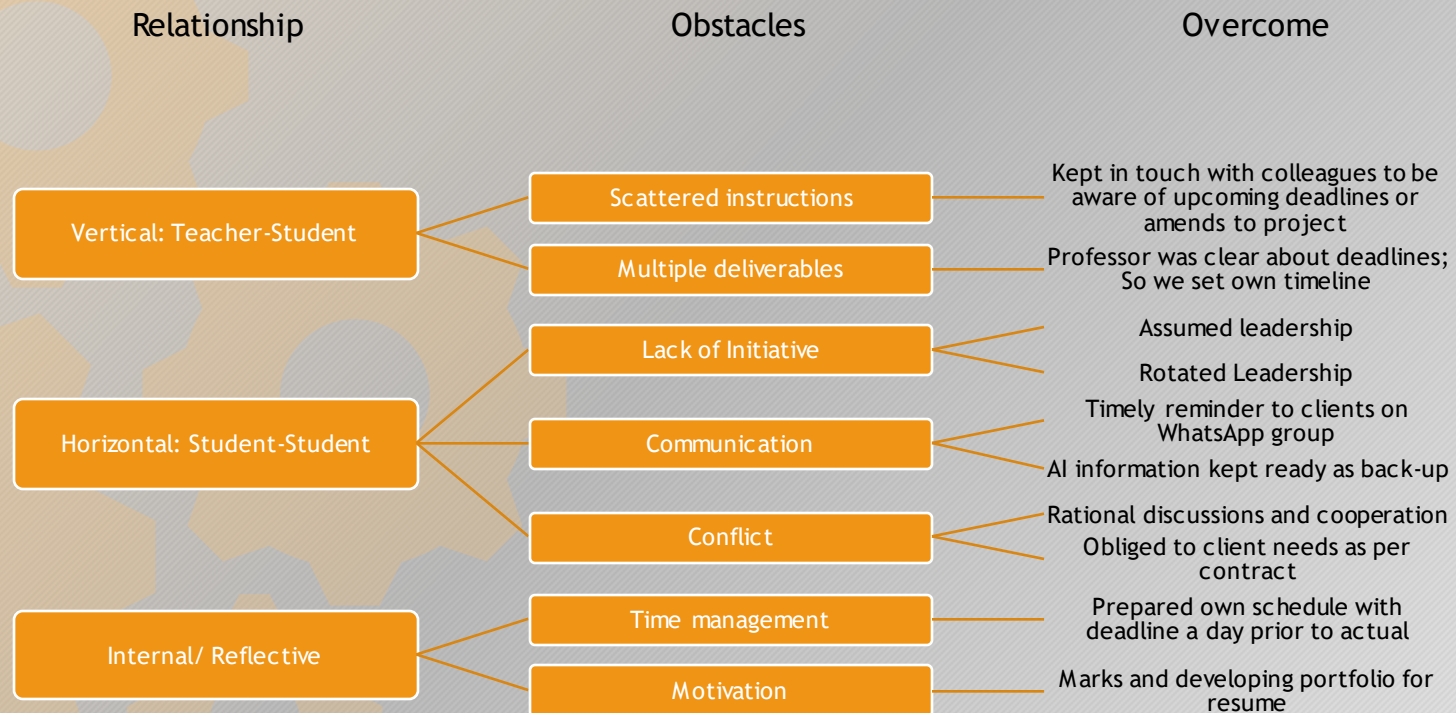 Relationship
Obstacles
Overcome
Vertical: Teacher-Student
Scattered instructions
Kept in touch with colleagues to be
aware of upcoming deadlines or
amends to project
Multiple deliverables
Professor was clear about deadlines;
So we set own timeline
Horizontal: Student-Student
Lack of Initiative
Assumed leadership
Rotated Leadership
Communication
Timely reminder to clients on
WhatsApp group
AI information kept ready as back-up
Conflict
Rational discussions and cooperation
Obliged to client needs as per
contract
Internal/ Reflective
Time management
Prepared own schedule with
deadline a day prior to actual
Motivation
Marks and developing portfolio for
resume